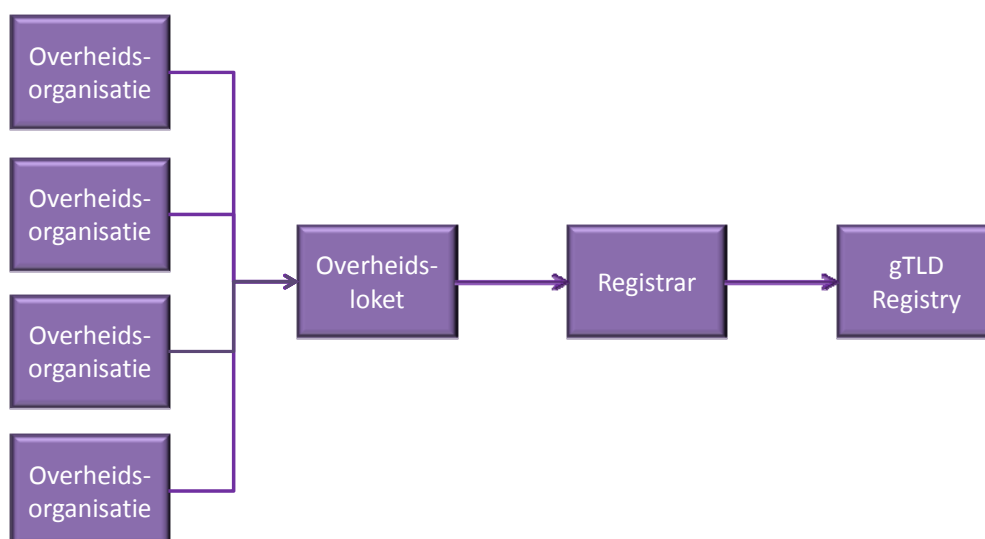 Overheids-
organisatie
Overheids-
organisatie
Overheids-
organisatie
Overheids-
organisatie
Overheids-
loket
Registrar
gTLD
Registry